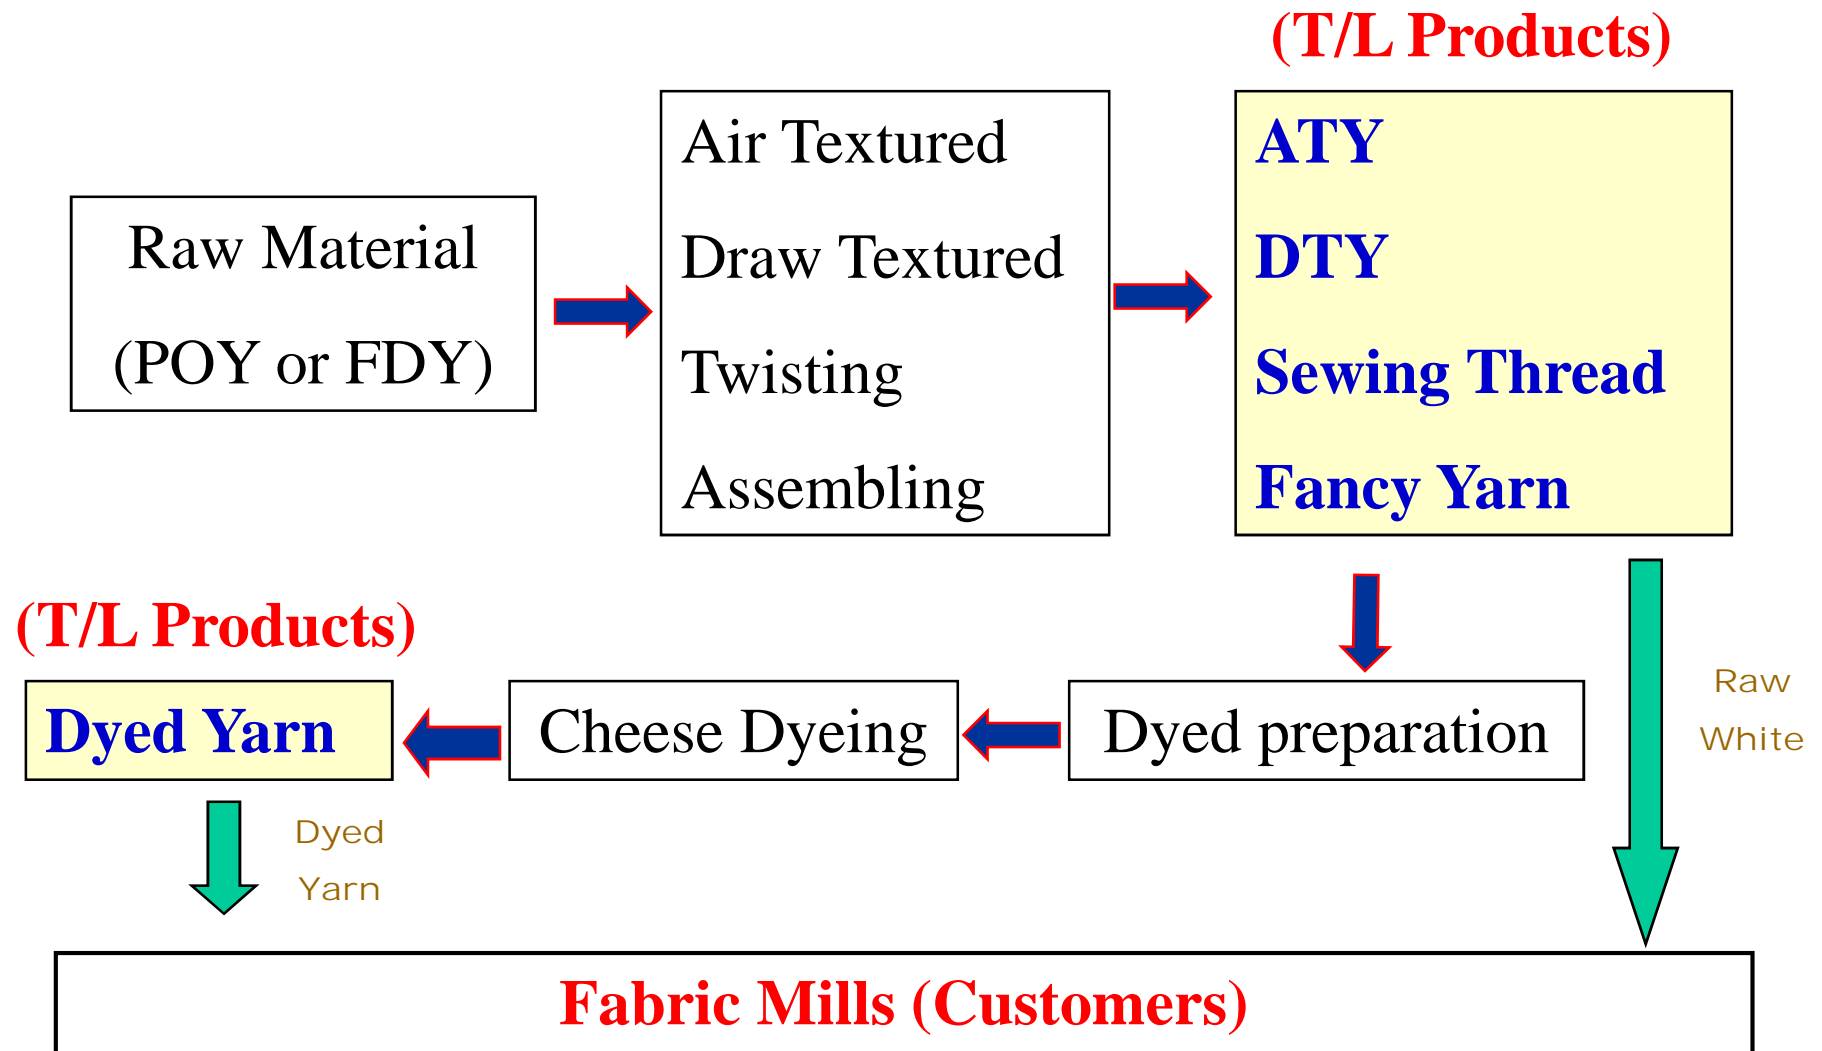 (T/L Products)
Raw Material
(POY or FDY)
Air Textured
Draw Textured
Twisting
Assembling
ATY
DTY
Sewing Thread
Fancy Yarn
(T/L Products)
Dyed Yarn
Cheese Dyeing
Dyed preparation
Raw
White
Dyed
Yarn
Fabric Mills (Customers)